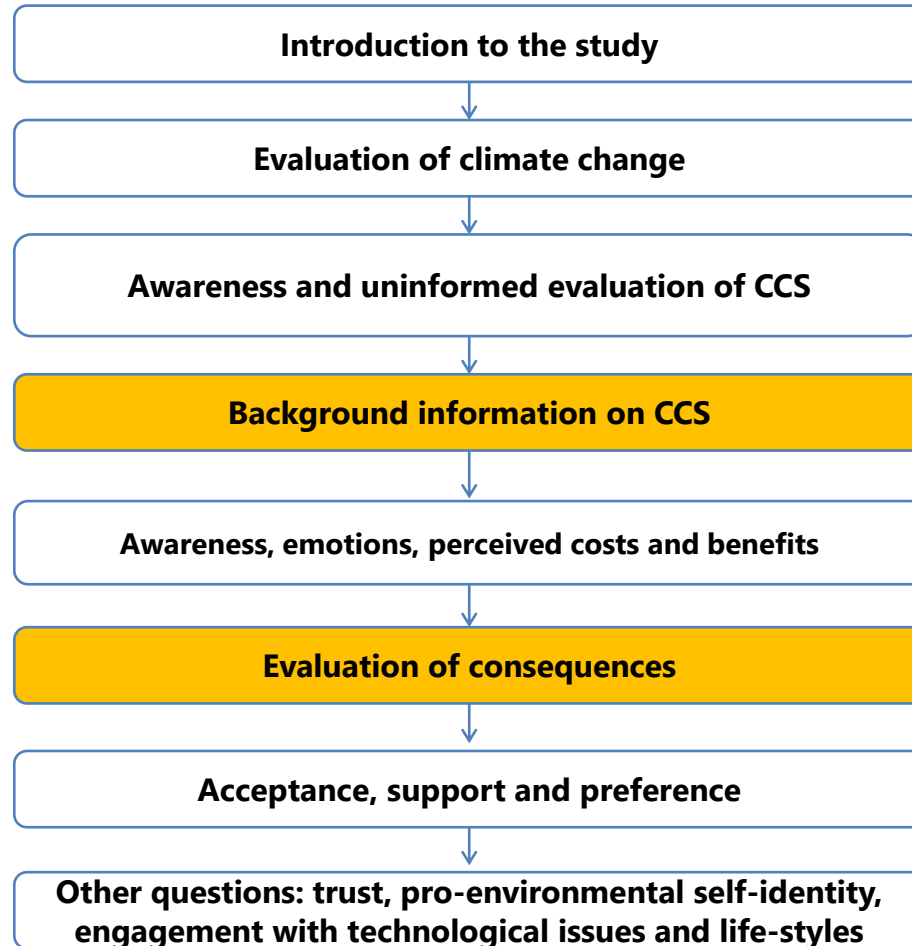 Introduction to the study
Evaluation of climate change
Awareness and uninformed evaluation of CCS
Background information on CCS
Awareness, emotions, perceived costs and benefits
Evaluation of consequences
Acceptance, support and preference
Other questions: trust, pro-environmental self-identity,
engagement with technological issues and life-styles